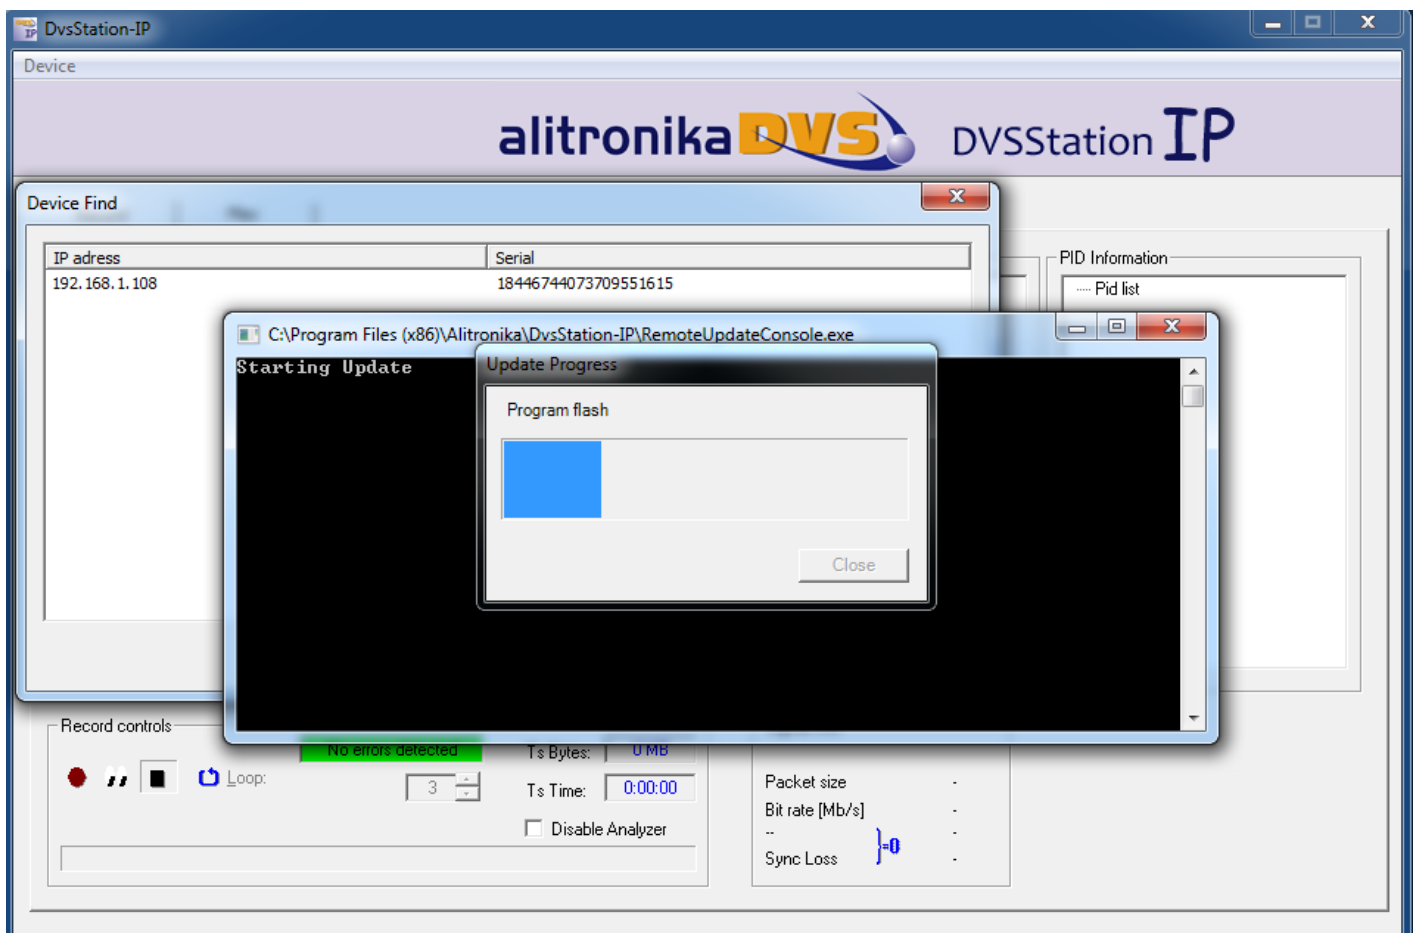 DvsStation-IP
Device
alitronika DVS DVSStation IP
Device Find
IP adress Serial
192.168.1.108 18446744073709551615
PID Information
Pid list
C:\Program Files (x86)\Alitronika\DvsStation-IP\RemoteUpdateConsole.exe
Starting Update
Update Progress
Program flash
Close
Record controls
No errors detected
Ts Bytes: 0 MB
Loop: 3
Ts Time: 0:00:00
Disable Analyzer
Packet size -
Bit rate [Mb/s] -
-- -
}=0
Sync Loss -